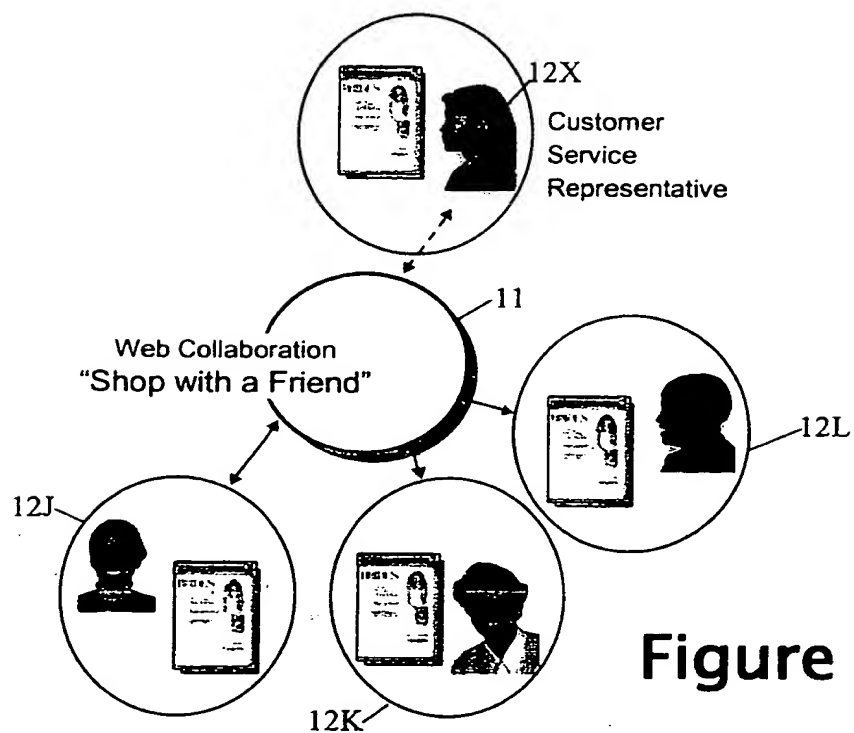 12X
Customer
Service
Representative
11
Web Collaboration
“Shop with a Friend”
12L
12J
12K
Figure